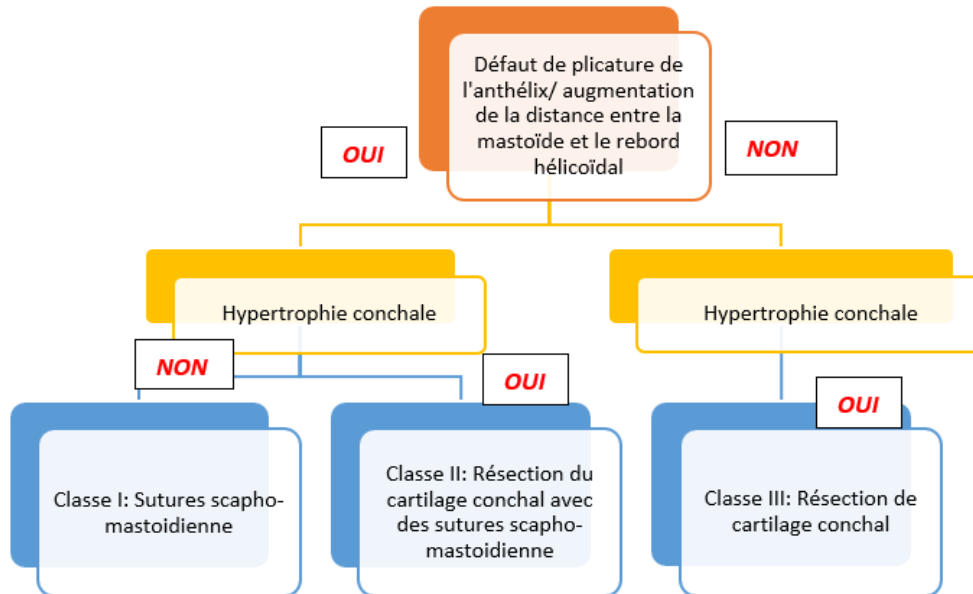 Défaut de plicature de
l'anthélix/ augmentation
de la distance entre la
mastoïde et le rebord
hélicoïdal
OUI
NON
Hypertrophie conchale
Hypertrophie conchale
NON
OUI
OUI
Classe I: Sutures scapho-
mastoidienne
Classe II: Résection du
cartilage conchal avec
des sutures scapho-
mastoidienne
Classe III: Résection de
cartilage conchal